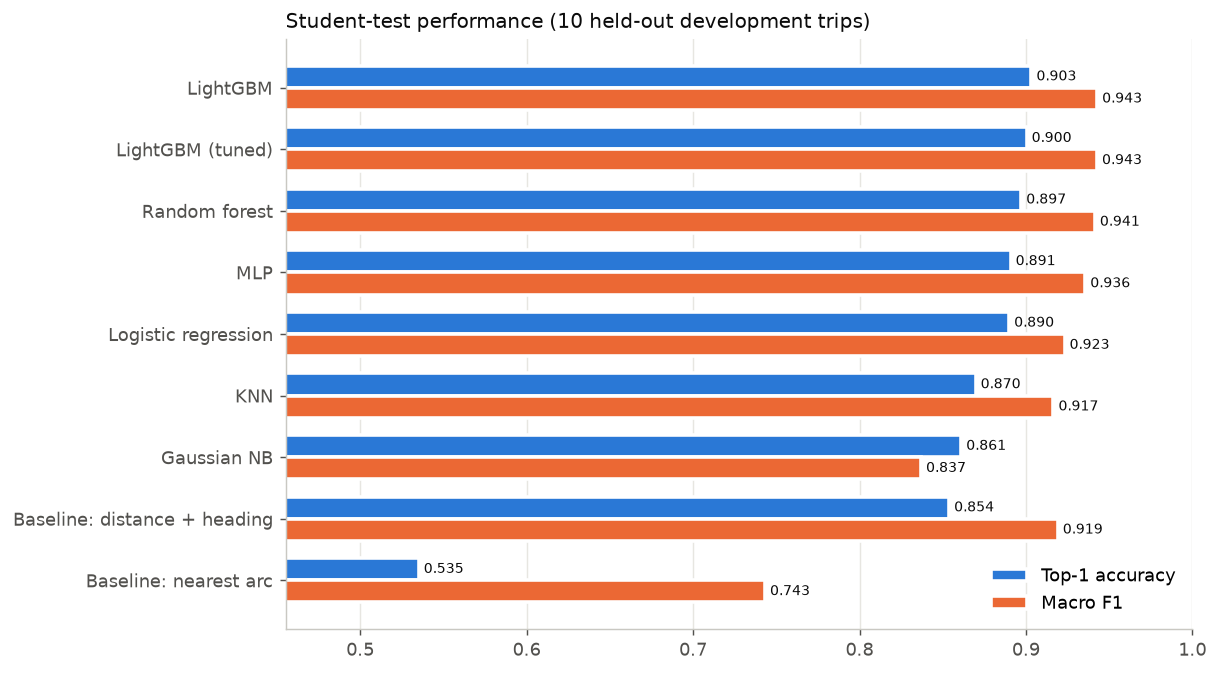 Student-test performance (10 held-out development trips)
LightGBM
0.903
0.943
LightGBM (tuned)
0.900
0.943
Random forest
0.897
0.941
MLP
0.891
0.936
Logistic regression
0.890
0.923
KNN
0.870
0.917
Gaussian NB
0.861
0.837
Baseline: distance + heading
0.854
0.919
Baseline: nearest arc
0.535
0.743
Top-1 accuracy
Macro F1
0.5 0.6 0.7 0.8 0.9 1.0